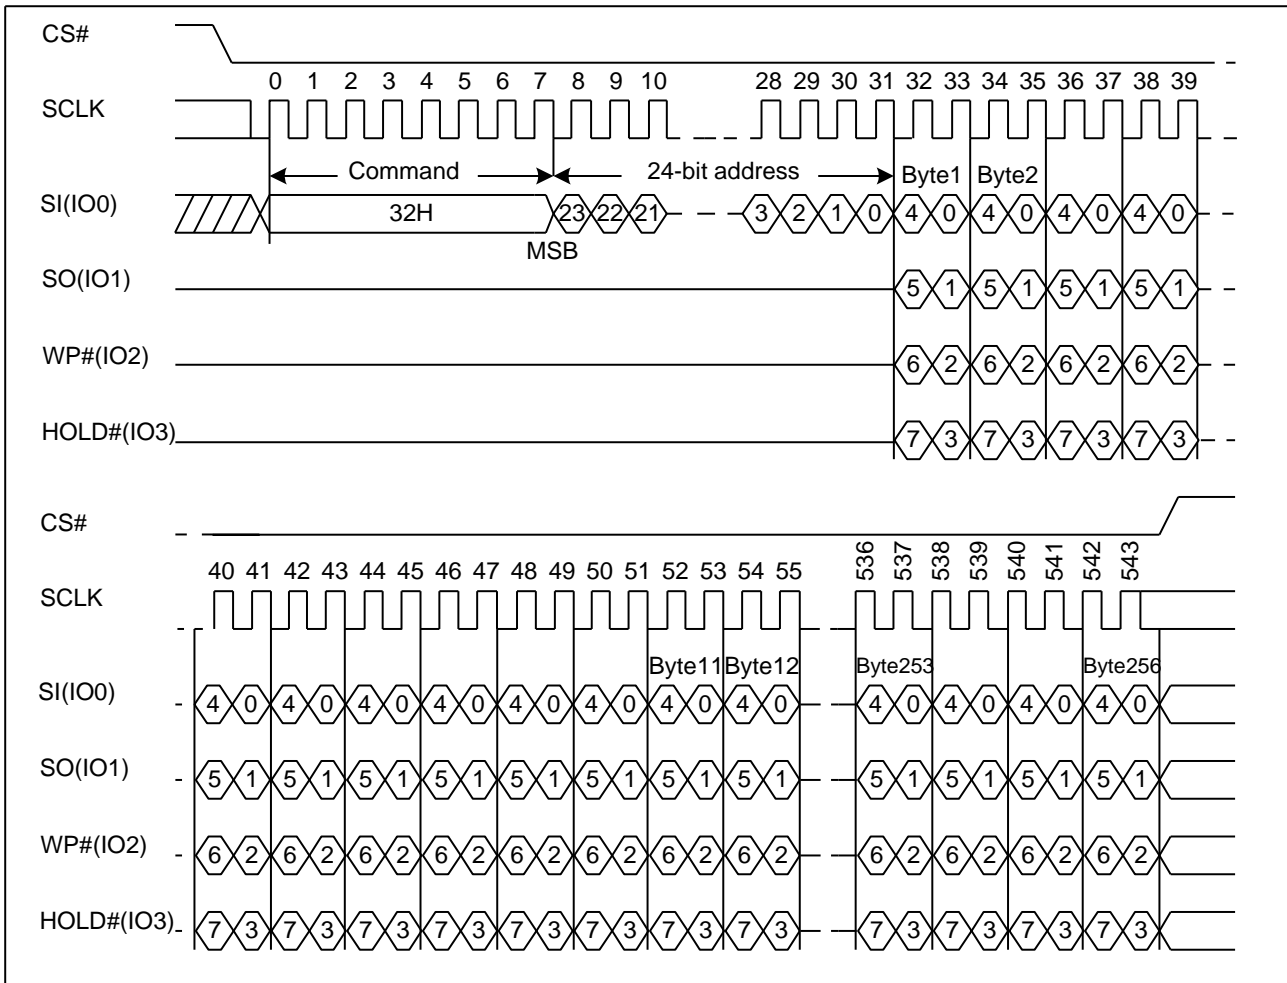 CS#
0 1 2 3 4 5 6 7 8 9 10 28 29 30 31 32 33 34 35 36 37 38 39
SCLK
Command 24-bit address Byte1 Byte2
SI(IO0) 32H 23 22 21 3 2 1 0 4 0 4 0 4 0 4 0
MSB
SO(IO1) 5 1 5 1 5 1 5 1
WP#(IO2) 6 2 6 2 6 2 6 2
HOLD#(IO3) 7 3 7 3 7 3 7 3
CS#
40 41 42 43 44 45 46 47 48 49 50 51 52 53 54 55 536 537 538 539 540 541 542 543
SCLK
Byte11 Byte12 Byte253 Byte256
SI(IO0) 4 0 4 0 4 0 4 0 4 0 4 0 4 0 4 0 4 0 4 0 4 0 4 0
SO(IO1) 5 1 5 1 5 1 5 1 5 1 5 1 5 1 5 1 5 1 5 1 5 1 5 1
WP#(IO2) 6 2 6 2 6 2 6 2 6 2 6 2 6 2 6 2 6 2 6 2 6 2 6 2
HOLD#(IO3) 7 3 7 3 7 3 7 3 7 3 7 3 7 3 7 3 7 3 7 3 7 3 7 3